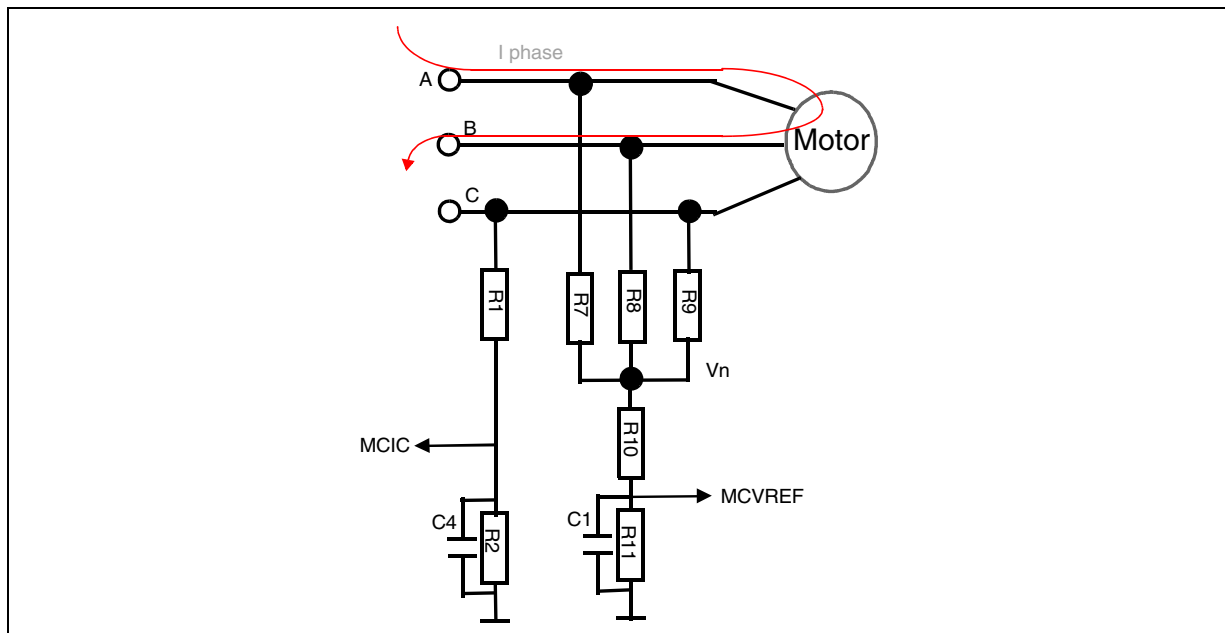 I phase
A
B
Motor
C
R1
R7
R8
R9
Vn
R10
MCIC
MCVREF
C4
R2
C1
R11